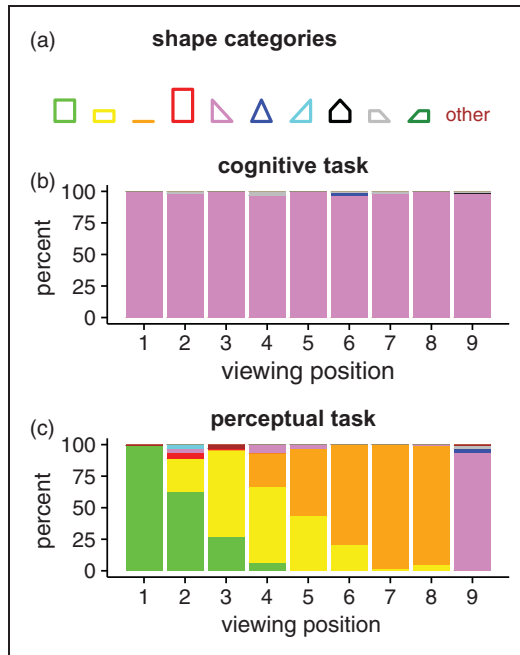 (a) shape categories
other
cognitive task
(b)
100
75
50
25
0
percent
1 2 3 4 5 6 7 8 9
viewing position
perceptual task
(c)
100
75
50
25
0
percent
1 2 3 4 5 6 7 8 9
viewing position